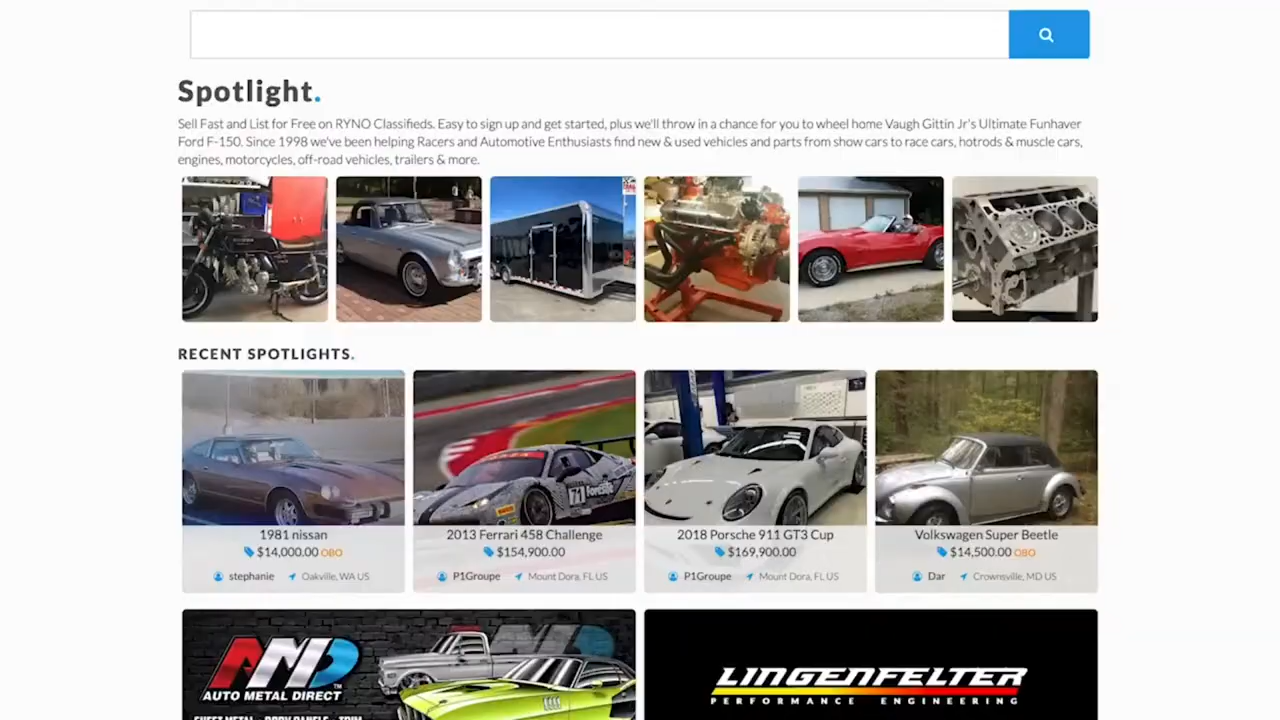 Spotlight.
Sell Fast and List for Free on RYNO Classifieds. Easy to sign up and get started, plus we'll throw in a chance for you to wheel home Vaugh Gittin Jr's Ultimate Funhaver
Ford F-150. Since 1998 we've been helping Racers and Automotive Enthusiasts find new & used vehicles and parts from show cars to race cars, hotrods & muscle cars,
engines, motorcycles, off-road vehicles, trailers & more.
RECENT SPOTLIGHTS.
1981 nissan
$14,000.00 OBO
stephanie Oakville, WA US
2013 Ferrari 458 Challenge
$154,900.00
P1Groupe Mount Dora, FL US
2018 Porsche 911 GT3 Cup
$169,900.00
P1Groupe Mount Dora, FL US
Volkswagen Super Beetle
$14,500.00 OBO
Dar Crownsville, MD US
AMD™
AUTO METAL DIRECT
SHEET METAL • BODY PANELS • TRIM
LINGENFELTER
PERFORMANCE ENGINEERING